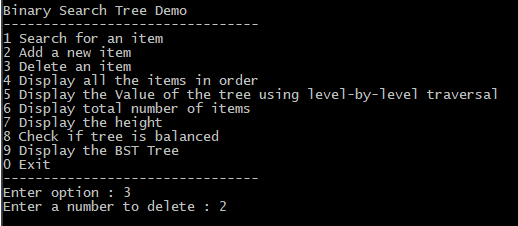 Binary Search Tree Demo
--------------------------------
1 Search for an item
2 Add a new item
3 Delete an item
4 Display all the items in order
5 Display the Value of the tree using level-by-level traversal
6 Display total number of items
7 Display the height
8 Check if tree is balanced
9 Display the BST Tree
0 Exit
--------------------------------
Enter option : 3
Enter a number to delete : 2